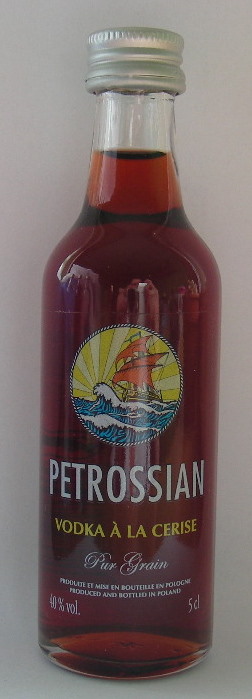 PETROSSIAN
VODKA À LA CERISE
Pur Grain
PRODUITE ET MISE EN BOUTEILLE EN POLOGNE
PRODUCED AND BOTTLED IN POLAND
40 % vol. 5 cl